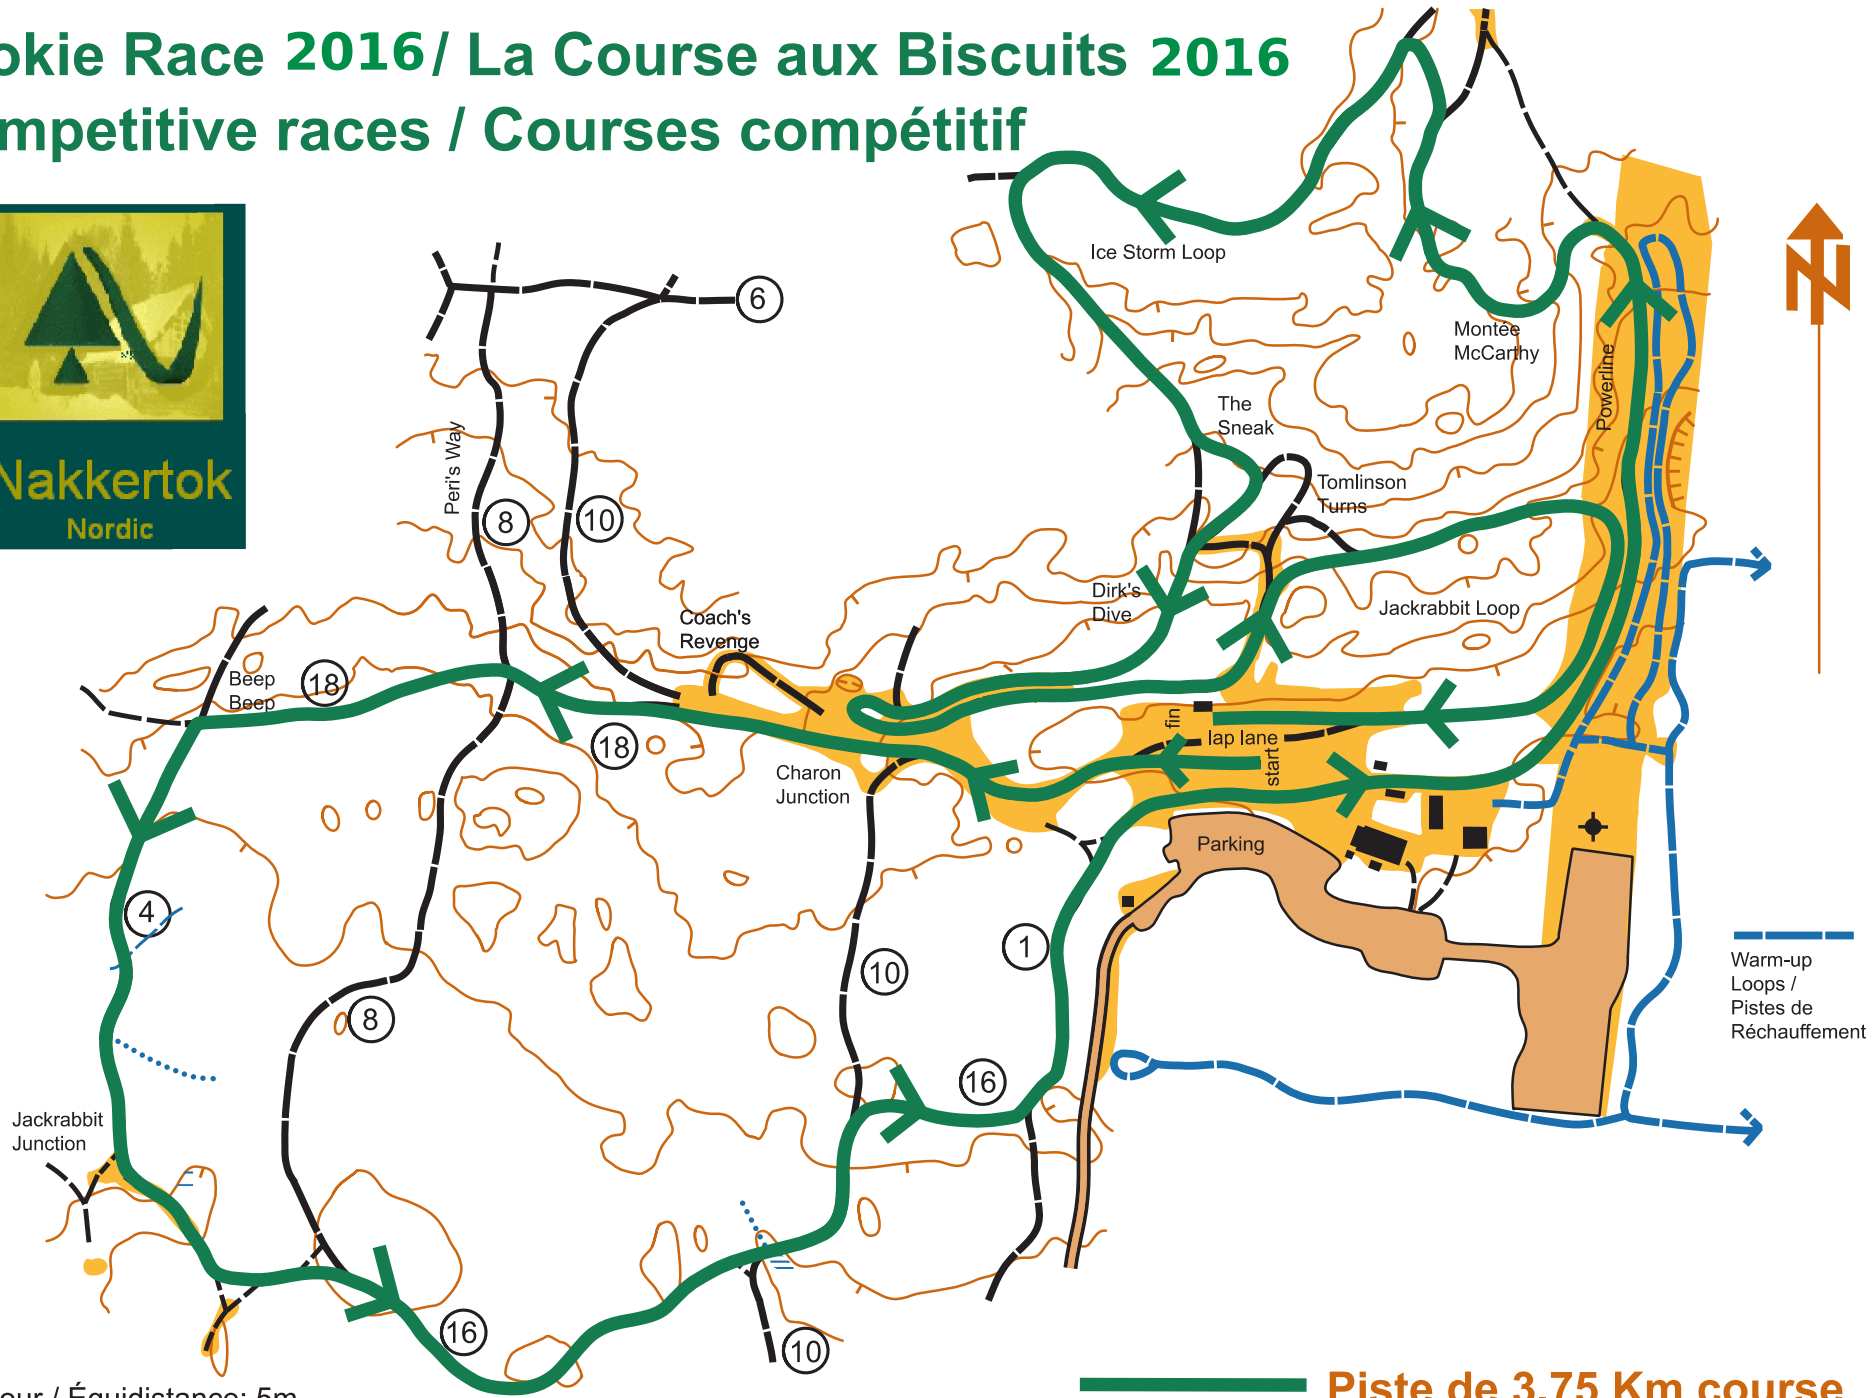 okie Race 2016 / La Course aux Biscuits 2016
mpetitive races / Courses compétitif
Nakkertok
Nordic
6
Ice Storm Loop
N
Montée
McCarthy
Powerline
The
Sneak
Peri's Way
8
10
Tomlinson
Turns
Dirk's
Dive
Jackrabbit Loop
Coach's
Revenge
Beep
Beep
18
18
fin
lap lane
start
Charon
Junction
Parking
4
1
10
8
Warm-up
Loops /
Pistes de
Réchauffement
16
Jackrabbit
Junction
16
10
our / Équidistance: 5m
Piste de 3.75 Km course